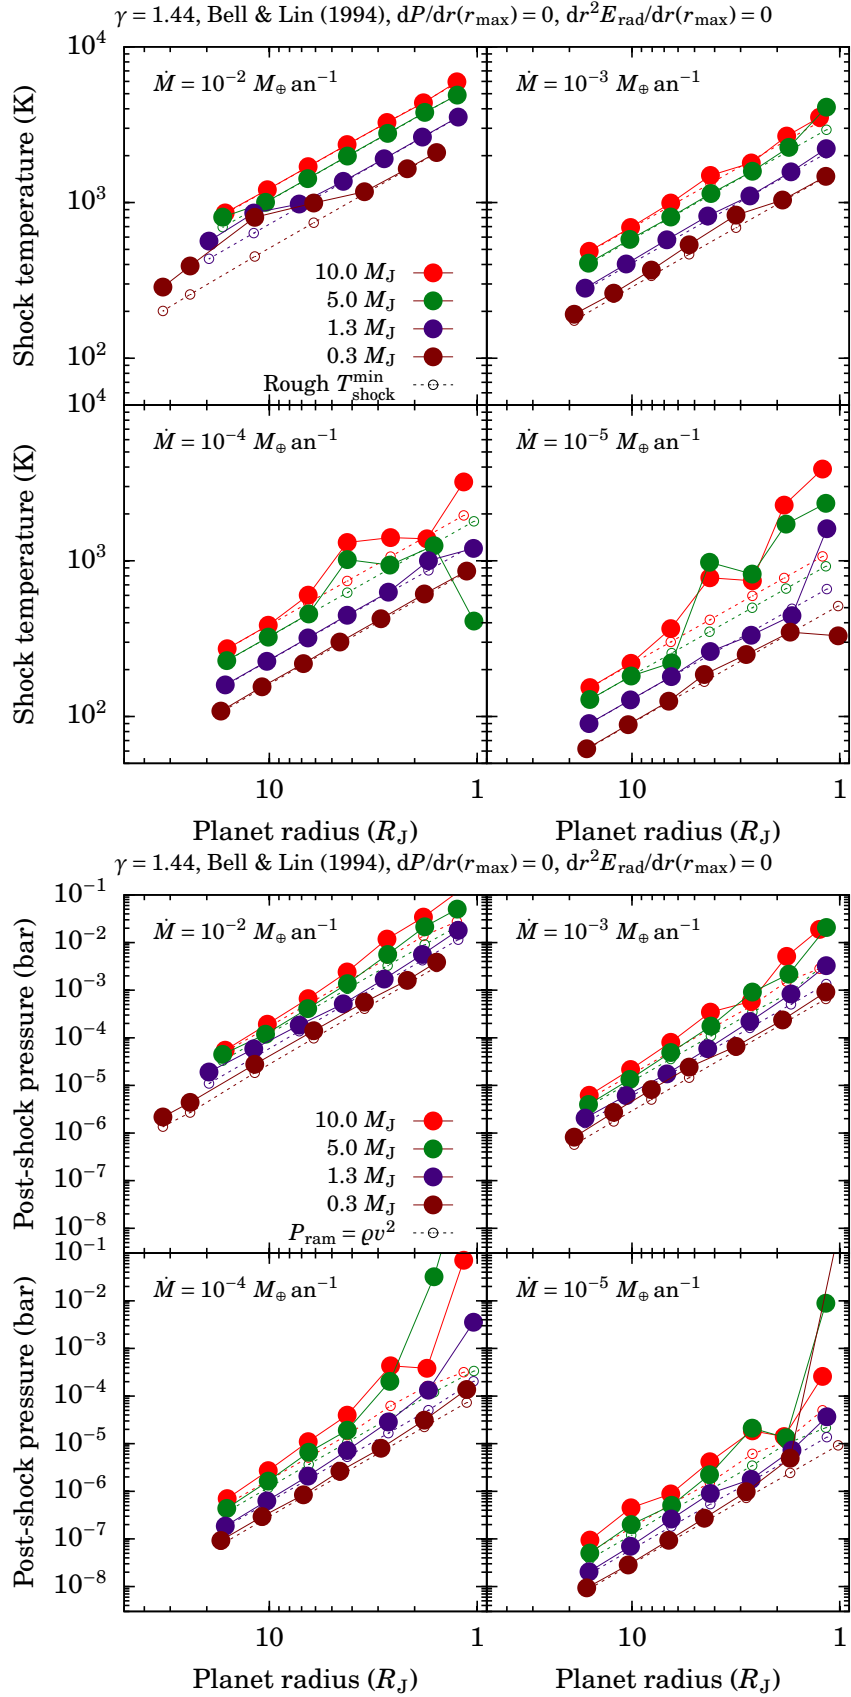 γ = 1.44, Bell & Lin (1994), dP/dr(r_max) = 0, dr²E_rad/dr(r_max) = 0
Shock temperature (K)
10⁴
10³
10²
Ṁ = 10⁻² M⊕ an⁻¹
10.0 M_J
5.0 M_J
1.3 M_J
0.3 M_J
Rough T_shock^min
Ṁ = 10⁻³ M⊕ an⁻¹
Shock temperature (K)
10⁴
10³
10²
Ṁ = 10⁻⁴ M⊕ an⁻¹
Ṁ = 10⁻⁵ M⊕ an⁻¹
10 1 10 1
Planet radius (R_J) Planet radius (R_J)
γ = 1.44, Bell & Lin (1994), dP/dr(r_max) = 0, dr²E_rad/dr(r_max) = 0
Post-shock pressure (bar)
10⁻¹
10⁻²
10⁻³
10⁻⁴
10⁻⁵
10⁻⁶
10⁻⁷
10⁻⁸
Ṁ = 10⁻² M⊕ an⁻¹
10.0 M_J
5.0 M_J
1.3 M_J
0.3 M_J
P_ram = ϱv²
Ṁ = 10⁻³ M⊕ an⁻¹
Post-shock pressure (bar)
10⁻¹
10⁻²
10⁻³
10⁻⁴
10⁻⁵
10⁻⁶
10⁻⁷
10⁻⁸
Ṁ = 10⁻⁴ M⊕ an⁻¹
Ṁ = 10⁻⁵ M⊕ an⁻¹
10 1 10 1
Planet radius (R_J) Planet radius (R_J)